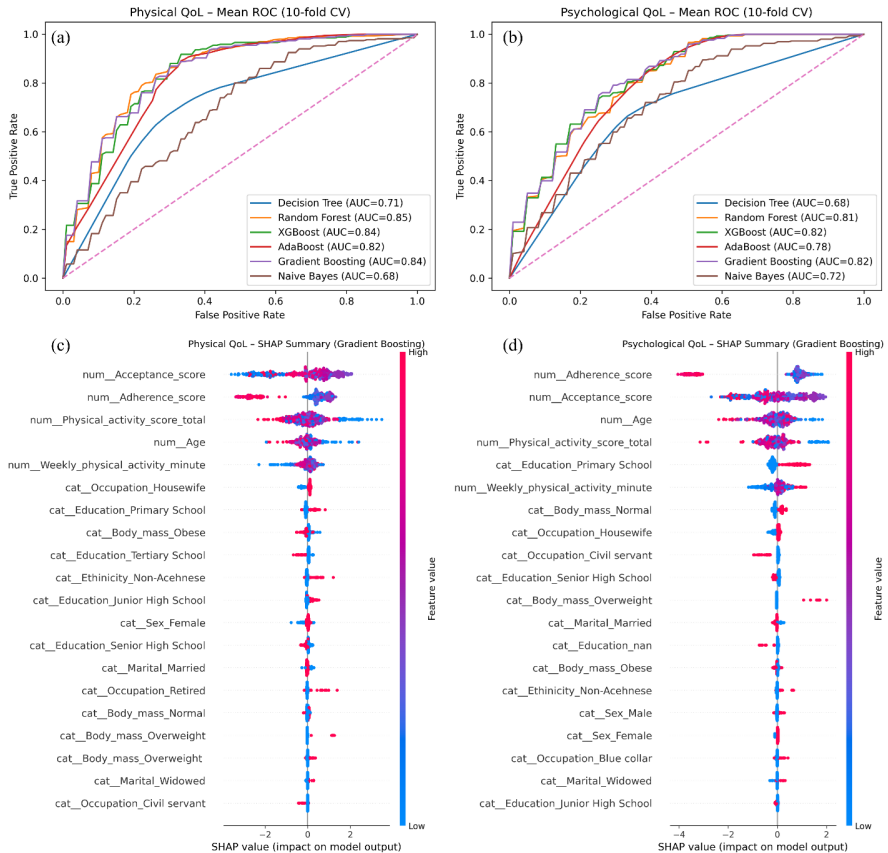 Physical QoL – Mean ROC (10-fold CV)
(a)
1.0
0.8
0.6
0.4
0.2
0.0
True Positive Rate
Decision Tree (AUC=0.71)
Random Forest (AUC=0.85)
XGBoost (AUC=0.84)
AdaBoost (AUC=0.82)
Gradient Boosting (AUC=0.84)
Naive Bayes (AUC=0.68)
0.0 0.2 0.4 0.6 0.8 1.0
False Positive Rate
Psychological QoL – Mean ROC (10-fold CV)
(b)
1.0
0.8
0.6
0.4
0.2
0.0
True Positive Rate
Decision Tree (AUC=0.68)
Random Forest (AUC=0.81)
XGBoost (AUC=0.82)
AdaBoost (AUC=0.78)
Gradient Boosting (AUC=0.82)
Naive Bayes (AUC=0.72)
0.0 0.2 0.4 0.6 0.8 1.0
False Positive Rate
(c)
Physical QoL – SHAP Summary (Gradient Boosting)
High
num__Acceptance_score
num__Adherence_score
num__Physical_activity_score_total
num__Age
num__Weekly_physical_activity_minute
cat__Occupation_Housewife
cat__Education_Primary School
cat__Body_mass_Obese
cat__Education_Tertiary School
cat__Ethinicity_Non-Acehnese
cat__Education_Junior High School
cat__Sex_Female
cat__Education_Senior High School
cat__Marital_Married
cat__Occupation_Retired
cat__Body_mass_Normal
cat__Body_mass_Overweight
cat__Body_mass_Overweight
cat__Marital_Widowed
cat__Occupation_Civil servant
Feature value
Low
−2 0 2
SHAP value (impact on model output)
(d)
Psychological QoL – SHAP Summary (Gradient Boosting)
High
num__Adherence_score
num__Acceptance_score
num__Age
num__Physical_activity_score_total
cat__Education_Primary School
num__Weekly_physical_activity_minute
cat__Body_mass_Normal
cat__Occupation_Housewife
cat__Occupation_Civil servant
cat__Education_Senior High School
cat__Body_mass_Overweight
cat__Marital_Married
cat__Education_nan
cat__Body_mass_Obese
cat__Ethinicity_Non-Acehnese
cat__Sex_Male
cat__Sex_Female
cat__Occupation_Blue collar
cat__Marital_Widowed
cat__Education_Junior High School
Feature value
Low
−4 −2 0 2
SHAP value (impact on model output)